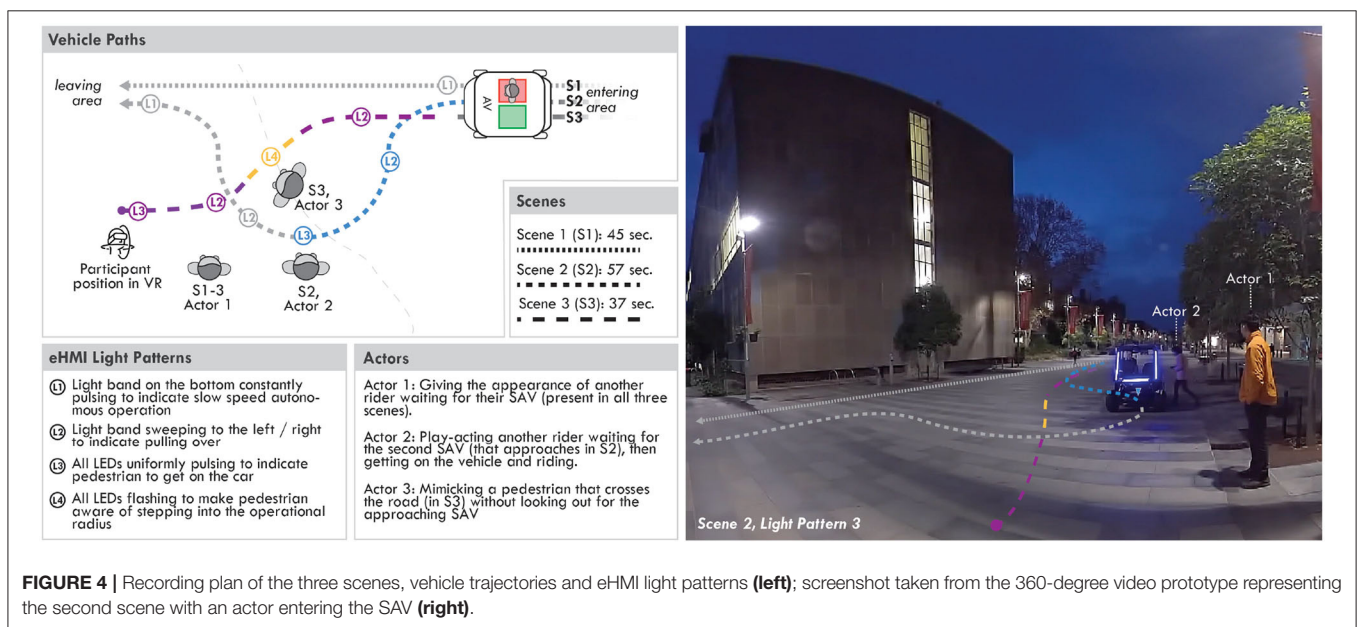 Vehicle Paths
leaving
area
L1
L1
AV
S1
S2
S3
entering
area
L2
L4
L2
S3,
Actor 3
L3
L2
L2
L3
Participant
position in VR
S1-3
Actor 1
S2,
Actor 2
Scenes
Scene 1 (S1): 45 sec.
Scene 2 (S2): 57 sec.
Scene 3 (S3): 37 sec.
eHMI Light Patterns
L1 Light band on the bottom constantly
pulsing to indicate slow speed autono-
mous operation
L2 Light band sweeping to the left / right
to indicate pulling over
L3 All LEDs uniformly pulsing to indicate
pedestrian to get on the car
L4 All LEDs flashing to make pedestrian
aware of stepping into the operational
radius
Actors
Actor 1: Giving the appearance of another
rider waiting for their SAV (present in all three
scenes).
Actor 2: Play-acting another rider waiting for
the second SAV (that approaches in S2), then
getting on the vehicle and riding.
Actor 3: Mimicking a pedestrian that crosses
the road (in S3) without looking out for the
approaching SAV
Actor 1
Actor 2
Scene 2, Light Pattern 3
FIGURE 4 | Recording plan of the three scenes, vehicle trajectories and eHMI light patterns (left); screenshot taken from the 360-degree video prototype representing
the second scene with an actor entering the SAV (right).